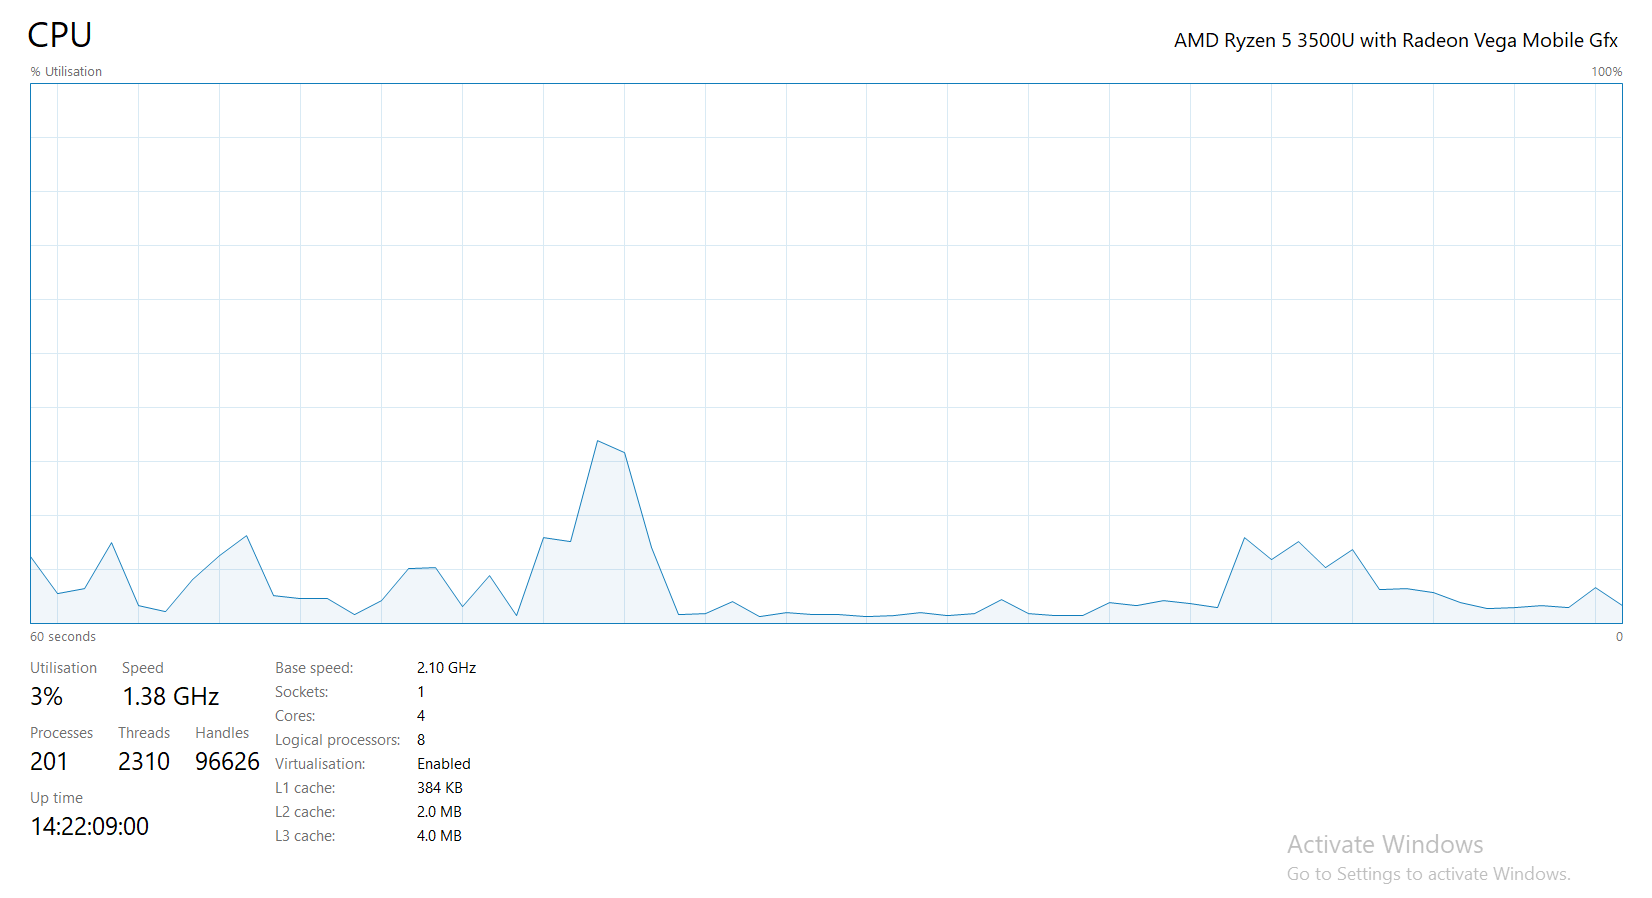 CPU
AMD Ryzen 5 3500U with Radeon Vega Mobile Gfx
% Utilisation
100%
60 seconds
0
Utilisation
Speed
3%
1.38 GHz
Processes
Threads
Handles
201
2310
96626
Up time
14:22:09:00
Base speed: 2.10 GHz
Sockets: 1
Cores: 4
Logical processors: 8
Virtualisation: Enabled
L1 cache: 384 KB
L2 cache: 2.0 MB
L3 cache: 4.0 MB
Activate Windows
Go to Settings to activate Windows.